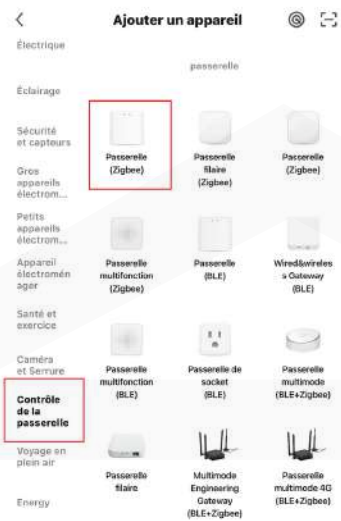 Ajouter un appareil
Électrique
Éclairage
Sécurité
et capteurs
Gros
appareils
électrom...
Petits
appareils
électrom...
Appareil
électromén
ager
Santé et
exercice
Caméra
et Serrure
Contrôle
de la
passerelle
Voyage en
plein air
Energy
passerelle
Passerelle
(Zigbee)
Passerelle
filaire
(Zigbee)
Passerelle
(Zigbee)
Passerelle
multifonction
(Zigbee)
Passerelle
(BLE)
Wired&wireles
s Gateway
(BLE)
Passerelle
multifonction
(BLE)
Passerelle de
socket
(BLE)
Passerelle
multimode
(BLE+Zigbee)
Passerelle
filaire
Multimode
Engineering
Gateway
(BLE+Zigbee)
Passerelle
multimode 4G
(BLE+Zigbee)